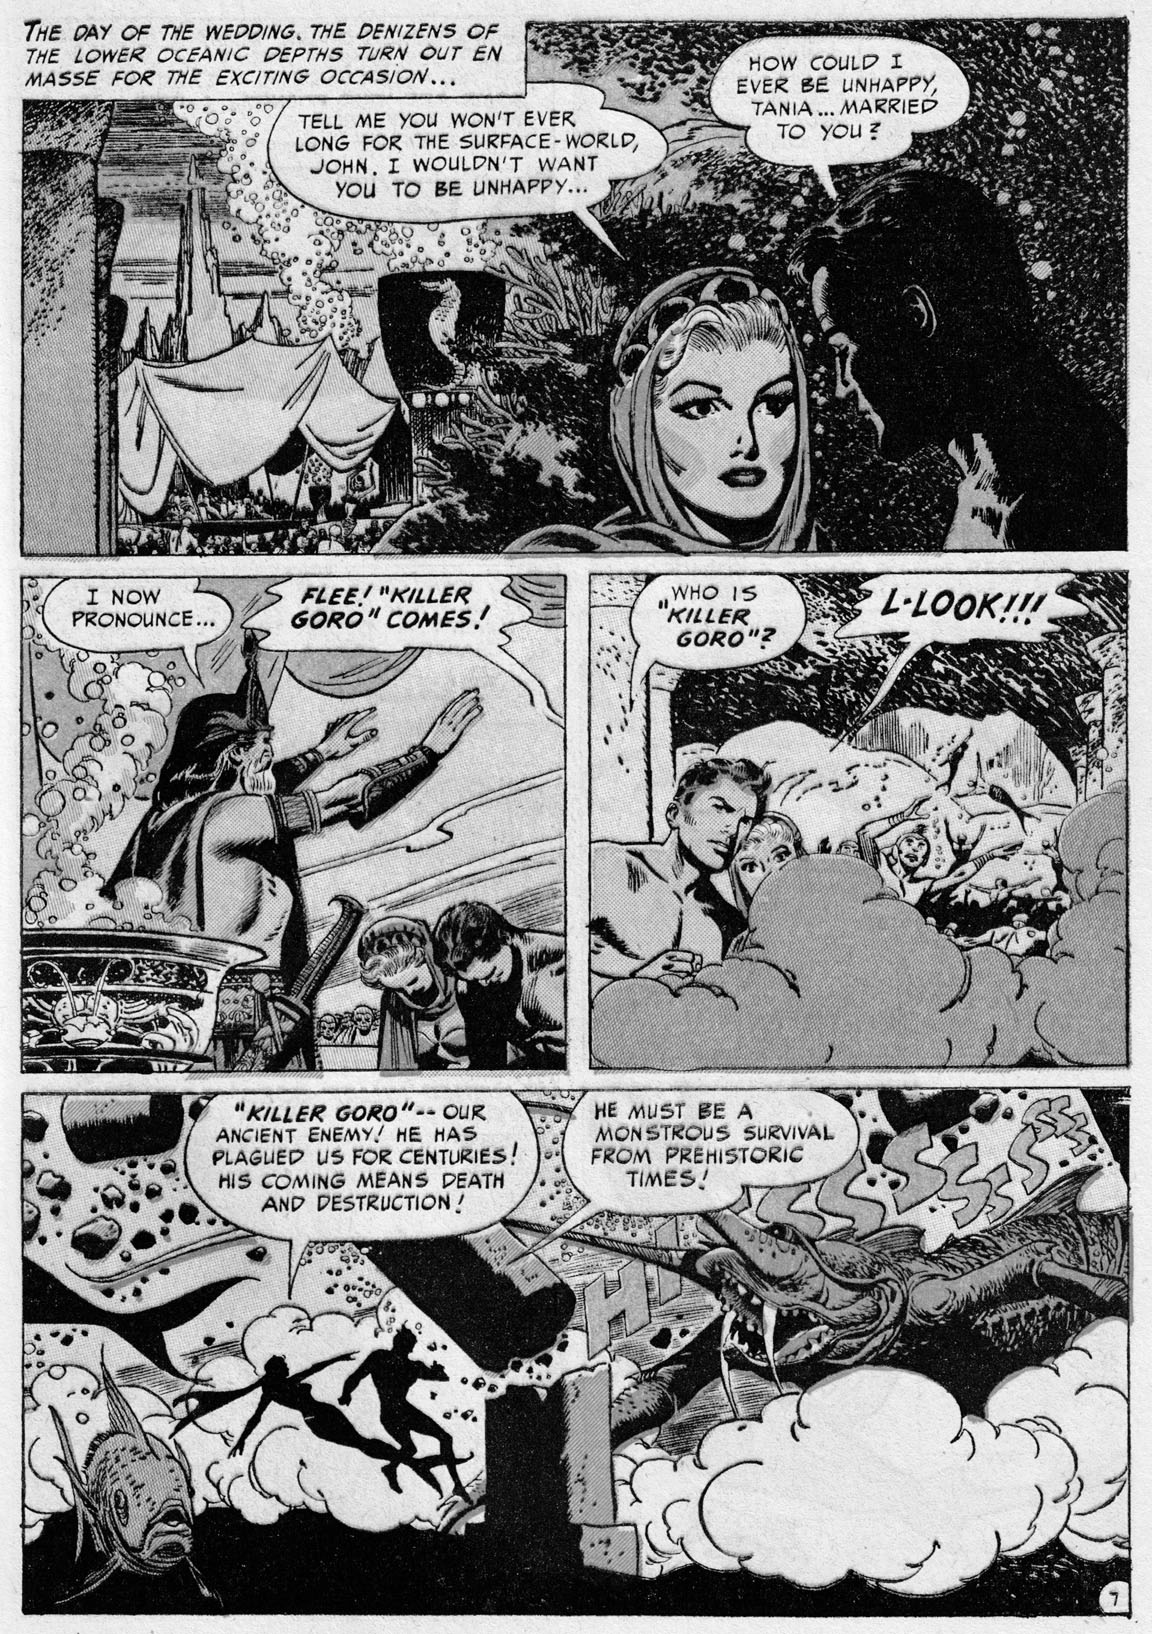 THE DAY OF THE WEDDING. THE DENIZENS OF
THE LOWER OCEANIC DEPTHS TURN OUT EN
MASSE FOR THE EXCITING OCCASION...
TELL ME YOU WON'T EVER
LONG FOR THE SURFACE-WORLD,
JOHN. I WOULDN'T WANT
YOU TO BE UNHAPPY...
HOW COULD I
EVER BE UNHAPPY,
TANIA... MARRIED
TO YOU?
I NOW
PRONOUNCE...
FLEE! "KILLER
GORO" COMES!
WHO IS
"KILLER
GORO"?
L-LOOK!!!
"KILLER GORO"-- OUR
ANCIENT ENEMY! HE HAS
PLAGUED US FOR CENTURIES!
HIS COMING MEANS DEATH
AND DESTRUCTION!
HE MUST BE A
MONSTROUS SURVIVAL
FROM PREHISTORIC
TIMES!
HISSSSSSS
7